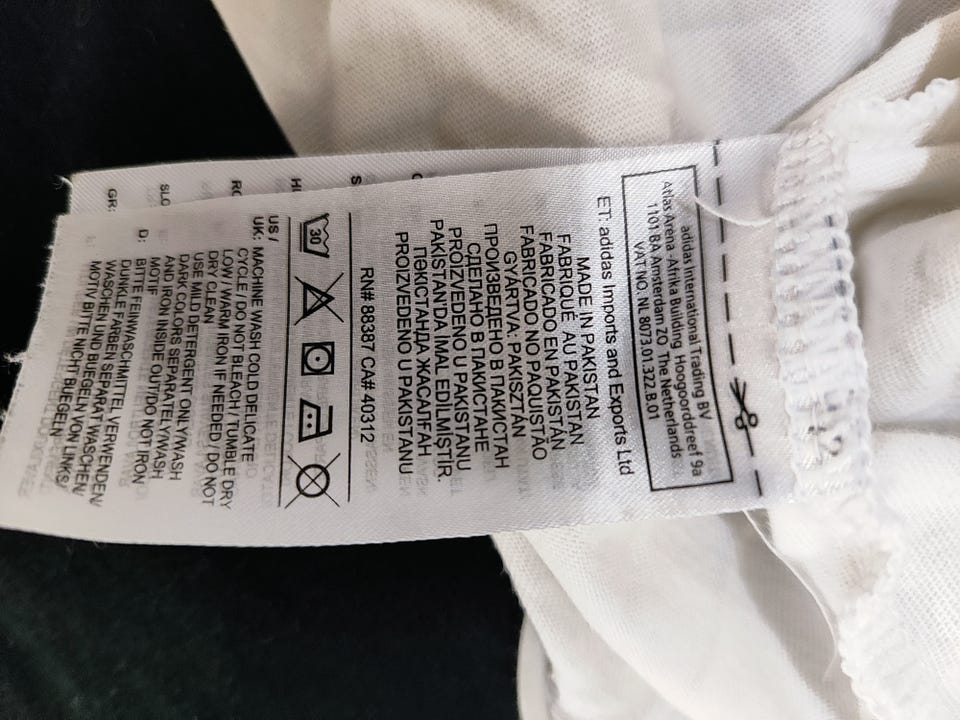 adidas International Trading BV
Atlas Arena -Afrika Building Hoogoorddreef 9a
1101 BA Amsterdam ZO The Netherlands
VAT NO. NL 8073.01.322.B.01
ET: adidas Imports and Exports Ltd
MADE IN PAKISTAN
FABRIQUÉ AU PAKISTAN
FABRICADO EN PAKISTÁN
FABRICADO NO PAQUISTÃO
GYÁRTVA: PAKISZTÁN
ПРОИЗВЕДЕНО В ПАКИСТАН
СДЕЛАНО В ПАКИСТАНЕ
PROIZVEDENO U PAKISTANU
PAKİSTAN'DA İMAL EDİLMİŞTİR.
ПӘКІСТАНДА ЖАСАЛҒАН
PROIZVEDENO U PAKISTANU
RN# 88387 CA# 40312
30
US /
UK: MACHINE WASH COLD DELICATE
CYCLE / DO NOT BLEACH / TUMBLE DRY
LOW / WARM IRON IF NEEDED / DO NOT
DRY CLEAN
USE MILD DETERGENT ONLY/WASH
DARK COLORS SEPARATELY/WASH
AND IRON INSIDE OUT/DO NOT IRON
MOTIF
D: BITTE FEINWASCHMITTEL VERWENDEN/
DUNKLE FARBEN SEPARAT WASCHEN/
WASCHEN UND BUEGELN VON LINKS/
MOTIV BITTE NICHT BUEGELN
SLO
GR: